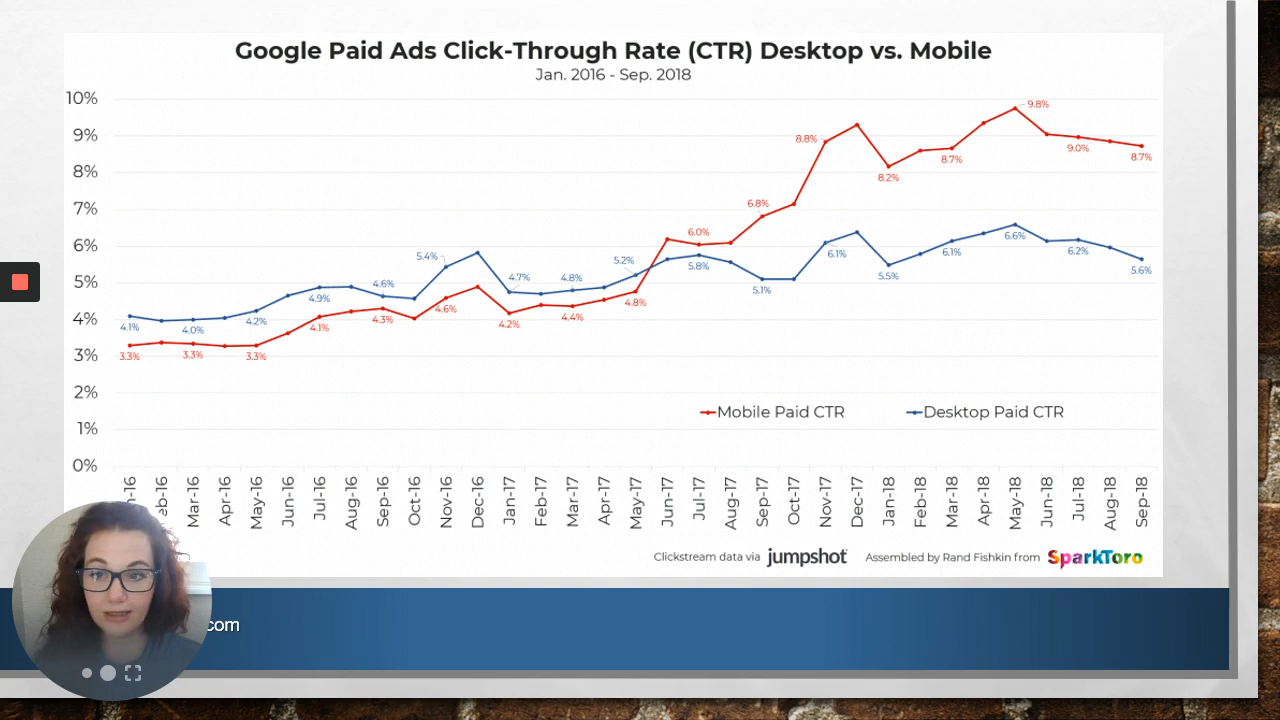 Google Paid Ads Click-Through Rate (CTR) Desktop vs. Mobile
Jan. 2016 - Sep. 2018
10%
9%
8%
7%
6%
5%
4%
3%
2%
1%
0%
9.8%
8.8%
9.0%
8.7%
8.7%
8.2%
6.8%
6.0%
6.6%
6.1%
6.1%
6.2%
5.4%
5.2%
5.8%
5.5%
5.6%
5.1%
4.6%
4.7%
4.8%
4.9%
4.8%
4.6%
4.1%
4.0%
4.2%
4.1%
4.3%
4.2%
4.4%
3.3%
3.3%
3.3%
Mobile Paid CTR
Desktop Paid CTR
Mar-16
Apr-16
May-16
Jun-16
Jul-16
Aug-16
Sep-16
Oct-16
Nov-16
Dec-16
Jan-17
Feb-17
Mar-17
Apr-17
May-17
Jun-17
Jul-17
Aug-17
Sep-17
Oct-17
Nov-17
Dec-17
Jan-18
Feb-18
Mar-18
Apr-18
May-18
Jun-18
Jul-18
Aug-18
Sep-18
Clickstream data via jumpshot Assembled by Rand Fishkin from SparkToro
.com